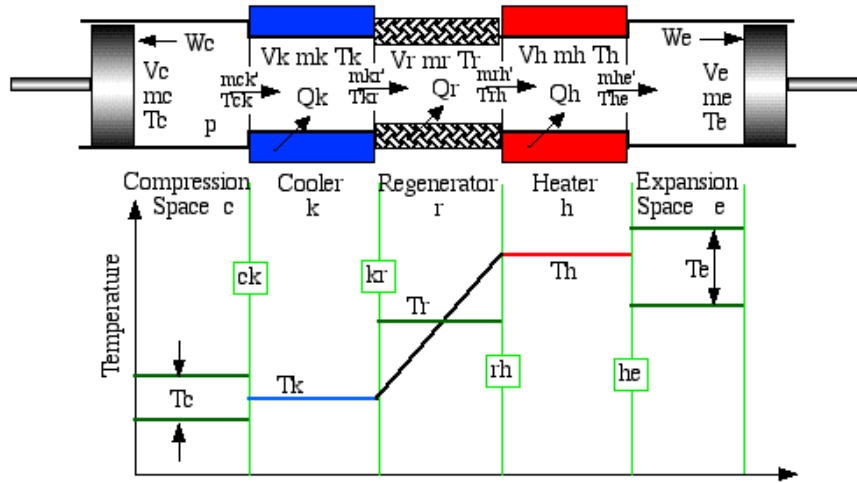 Wc
Vk mk Tk
Vr mr Tr
Vh mh Th
We
Vc
mc
Tc
p
mck'
Tck
Qk
mkr'
Tkr
Qr
mrh'
Trh
Qh
mhe'
The
Ve
me
Te
Compression
Space c
Cooler
k
Regenerator
r
Heater
h
Expansion
Space e
Temperature
ck
kr
Th
Te
Tr
rh
he
Tk
Tc